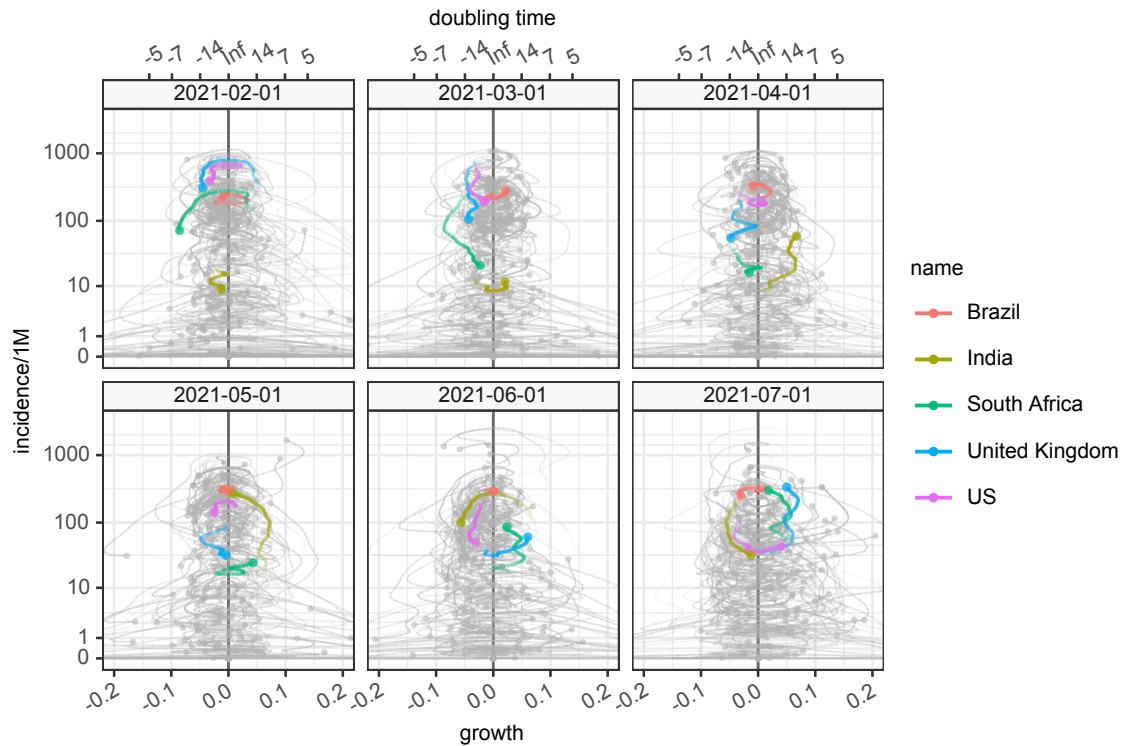 doubling time
-5 -7 -14 Inf 14 7 5 -5 -7 -14 Inf 14 7 5 -5 -7 -14 Inf 14 7 5
2021-02-01 2021-03-01 2021-04-01
1000
100
10
1
0
2021-05-01 2021-06-01 2021-07-01
1000
100
10
1
0
-0.2 -0.1 0.0 0.1 0.2 -0.2 -0.1 0.0 0.1 0.2 -0.2 -0.1 0.0 0.1 0.2
growth
incidence/1M
name
Brazil
India
South Africa
United Kingdom
US